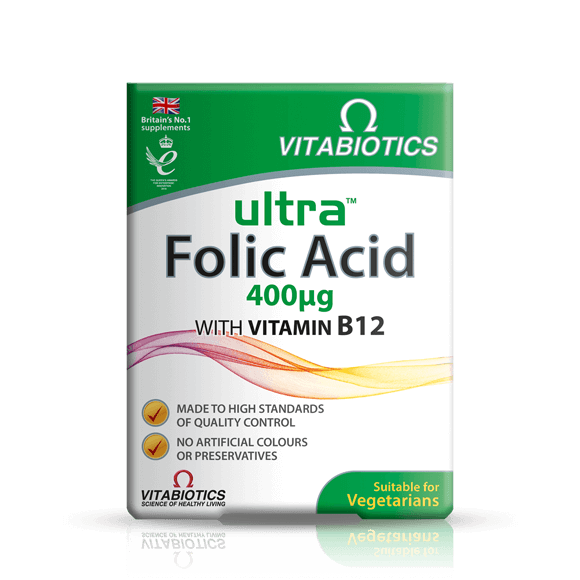 Britain's No.1
supplements
VITABIOTICS
ultra™
Folic Acid
400µg
WITH VITAMIN B12
MADE TO HIGH STANDARDS
OF QUALITY CONTROL
NO ARTIFICIAL COLOURS
OR PRESERVATIVES
VITABIOTICS
SCIENCE OF HEALTHY LIVING
Suitable for
Vegetarians